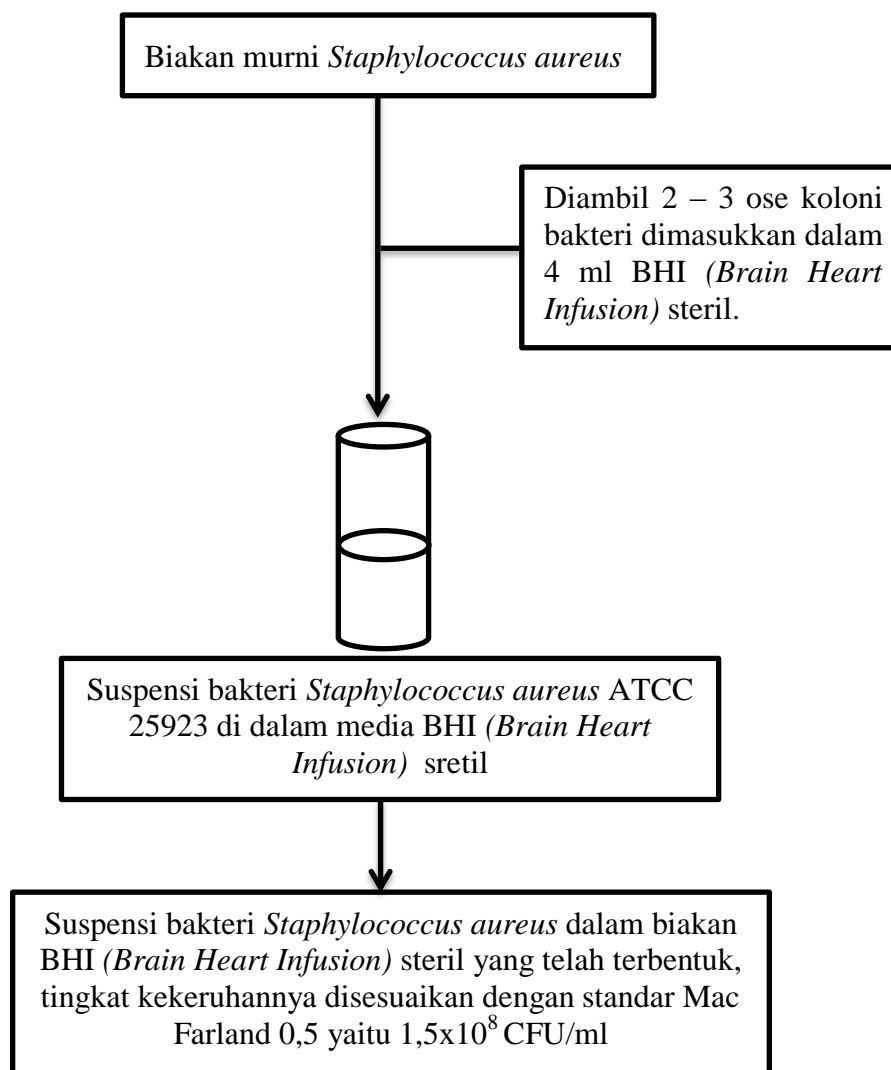 Biakan murni Staphylococcus aureus
Diambil 2 – 3 ose koloni
bakteri dimasukkan dalam
4 ml BHI (Brain Heart
Infusion) steril.
Suspensi bakteri Staphylococcus aureus ATCC
25923 di dalam media BHI (Brain Heart
Infusion) sretil
Suspensi bakteri Staphylococcus aureus dalam biakan
BHI (Brain Heart Infusion) steril yang telah terbentuk,
tingkat kekeruhannya disesuaikan dengan standar Mac
Farland 0,5 yaitu 1,5x10⁸ CFU/ml